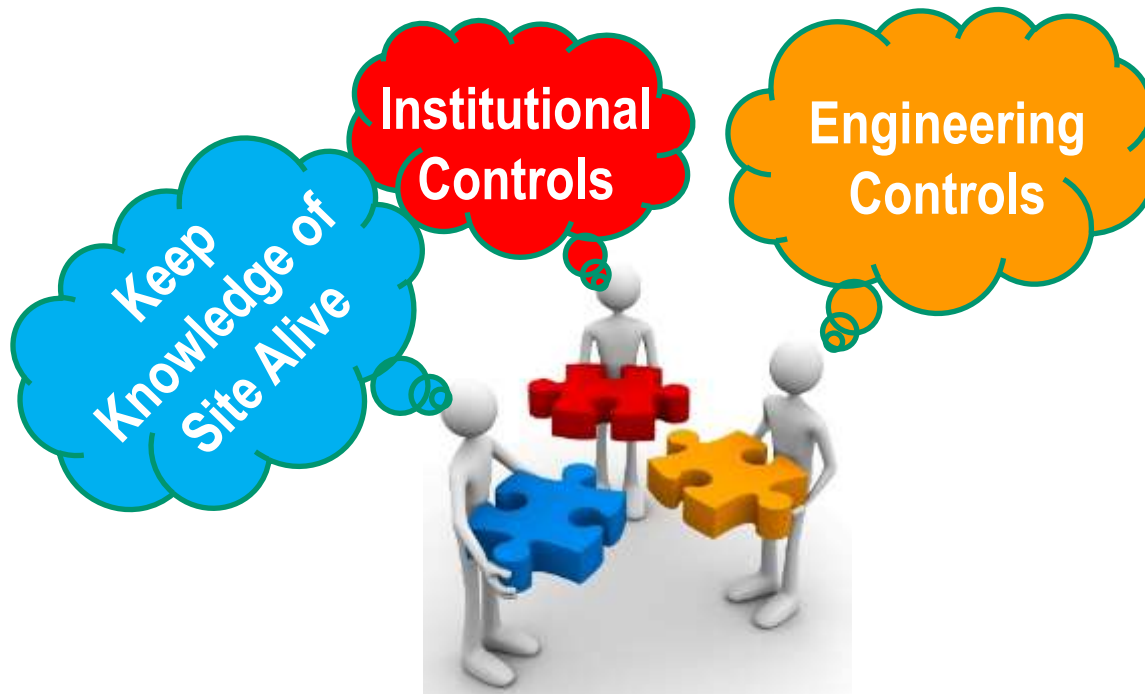 Keep
Knowledge of
Site Alive
Institutional
Controls
Engineering
Controls